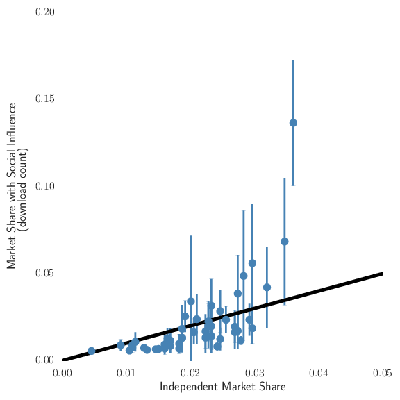 0.20
0.15
0.10
0.05
0.00
Market Share with Social Influence
(download count)
0.00 0.01 0.02 0.03 0.04 0.05
Independent Market Share